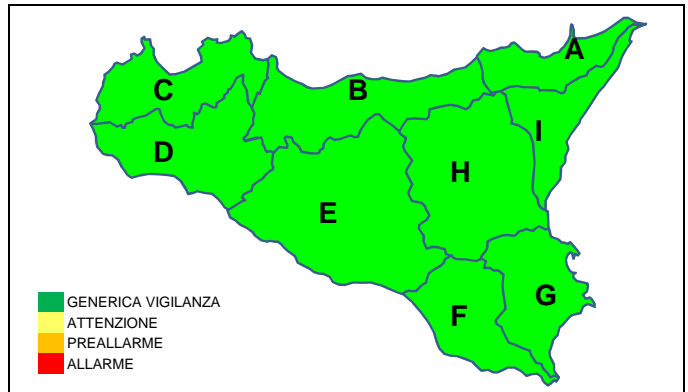 A
B
C
I
D
H
E
G
F
GENERICA VIGILANZA
ATTENZIONE
PREALLARME
ALLARME